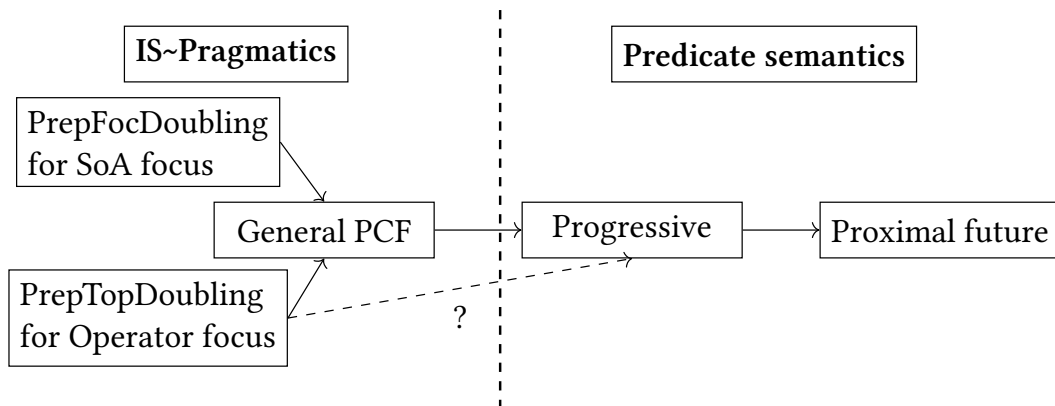 IS~Pragmatics
Predicate semantics
PrepFocDoubling
for SoA focus
General PCF
Progressive
Proximal future
PrepTopDoubling
for Operator focus
?